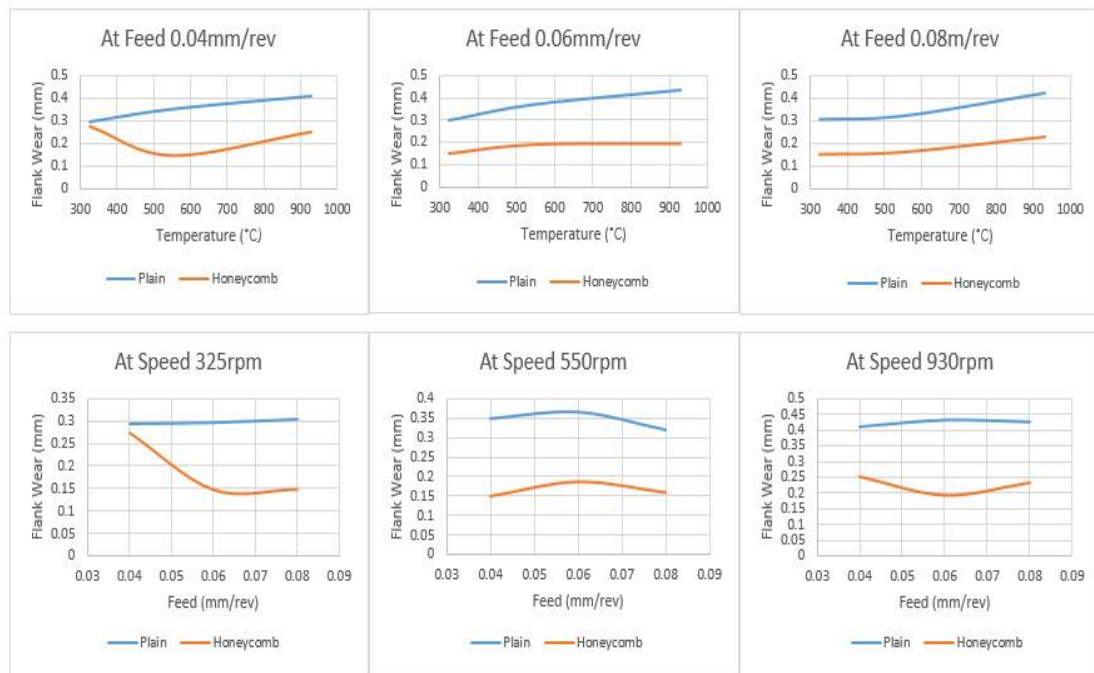 At Feed 0.04mm/rev
Flank Wear (mm)
0.5
0.4
0.3
0.2
0.1
0
300 400 500 600 700 800 900 1000
Temperature (°C)
Plain Honeycomb
At Feed 0.06mm/rev
Flank Wear (mm)
0.5
0.4
0.3
0.2
0.1
0
300 400 500 600 700 800 900 1000
Temperature (°C)
Plain Honeycomb
At Feed 0.08m/rev
Flank Wear (mm)
0.5
0.4
0.3
0.2
0.1
0
300 400 500 600 700 800 900 1000
Temperature (°C)
Plain Honeycomb
At Speed 325rpm
Flank Wear (mm)
0.35
0.3
0.25
0.2
0.15
0.1
0.05
0
0.03 0.04 0.05 0.06 0.07 0.08 0.09
Feed (mm/rev)
Plain Honeycomb
At Speed 550rpm
Flank Wear (mm)
0.4
0.35
0.3
0.25
0.2
0.15
0.1
0.05
0
0.03 0.04 0.05 0.06 0.07 0.08 0.09
Feed (mm/rev)
Plain Honeycomb
At Speed 930rpm
Flank Wear (mm)
0.5
0.45
0.4
0.35
0.3
0.25
0.2
0.15
0.1
0.05
0
0.03 0.04 0.05 0.06 0.07 0.08 0.09
Feed (mm/rev)
Plain Honeycomb